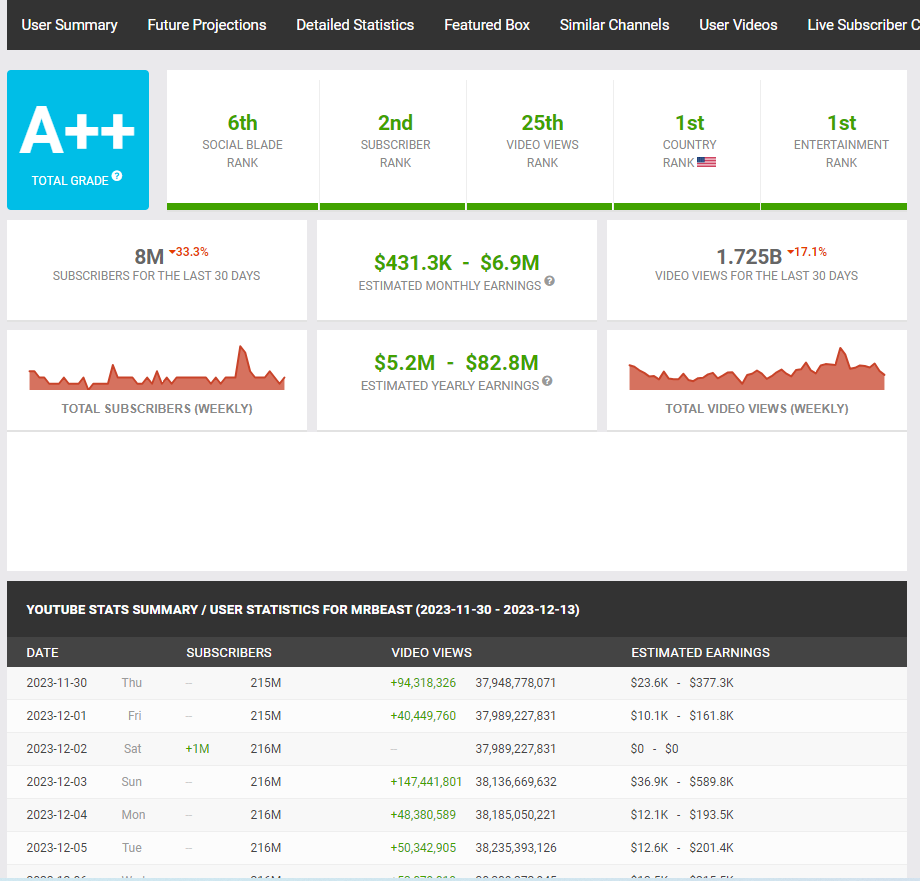 User Summary Future Projections Detailed Statistics Featured Box Similar Channels User Videos Live Subscriber C
A++
TOTAL GRADE ?
6th
SOCIAL BLADE
RANK
2nd
SUBSCRIBER
RANK
25th
VIDEO VIEWS
RANK
1st
COUNTRY
RANK
1st
ENTERTAINMENT
RANK
8M 33.3%
SUBSCRIBERS FOR THE LAST 30 DAYS
$431.3K - $6.9M
ESTIMATED MONTHLY EARNINGS ?
1.725B 17.1%
VIDEO VIEWS FOR THE LAST 30 DAYS
TOTAL SUBSCRIBERS (WEEKLY)
$5.2M - $82.8M
ESTIMATED YEARLY EARNINGS ?
TOTAL VIDEO VIEWS (WEEKLY)
YOUTUBE STATS SUMMARY / USER STATISTICS FOR MRBEAST (2023-11-30 - 2023-12-13)
DATE SUBSCRIBERS VIDEO VIEWS ESTIMATED EARNINGS
2023-11-30 Thu -- 215M +94,318,326 37,948,778,071 $23.6K - $377.3K
2023-12-01 Fri -- 215M +40,449,760 37,989,227,831 $10.1K - $161.8K
2023-12-02 Sat +1M 216M -- 37,989,227,831 $0 - $0
2023-12-03 Sun -- 216M +147,441,801 38,136,669,632 $36.9K - $589.8K
2023-12-04 Mon -- 216M +48,380,589 38,185,050,221 $12.1K - $193.5K
2023-12-05 Tue -- 216M +50,342,905 38,235,393,126 $12.6K - $201.4K